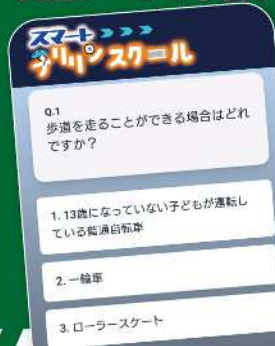 スマート
チリリンスクール
Q.1
歩道を走ることができる場合はどれ
ですか？
1. 13歳になっていない子どもが運転し
ている普通自転車
2. 一輪車
3. ローラースケート